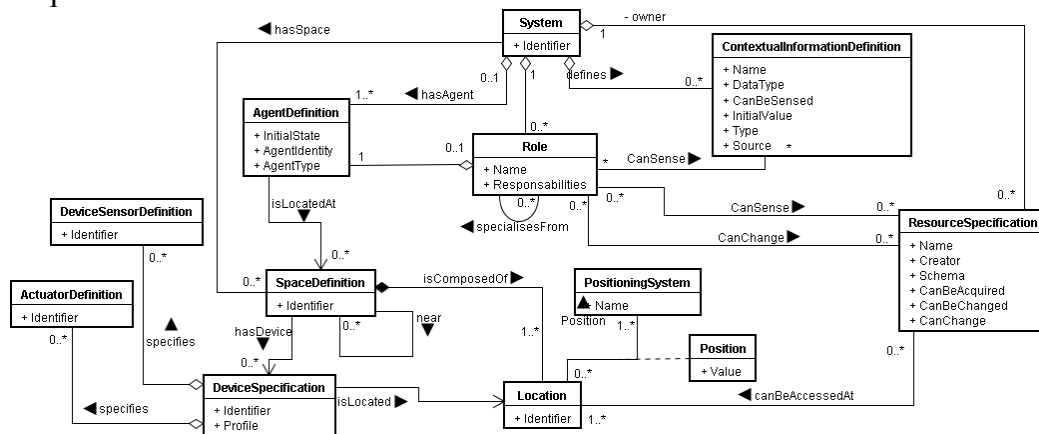 System
+ Identifier
- owner
1
◀ hasSpace
ContextualInformationDefinition
+ Name
+ DataType
+ CanBeSensed
+ InitialValue
+ Type
+ Source
*
0..1
1
defines ▶
0..*
1..*
◀ hasAgent
AgentDefinition
+ InitialState
+ AgentIdentity
+ AgentType
0..*
0..1
1
Role
+ Name
+ Responsabilities
*
CanSense ▶
0..*
isLocatedAt
▼
0..*
0..*
0..*
CanSense ▶
0..*
◀ specialisesFrom
CanChange ▶
0..*
ResourceSpecification
+ Name
+ Creator
+ Schema
+ CanBeAcquired
+ CanBeChanged
+ CanChange
DeviceSensorDefinition
+ Identifier
0..*
0..*
0..*
SpaceDefinition
+ Identifier
isComposedOf ▶
PositioningSystem
+ Name
▲
Position
1..*
ActuatorDefinition
+ Identifier
0..*
▲
specifies
hasDevice
▼
0..*
near
▼
1..*
Position
+ Value
0..*
0..*
0..*
DeviceSpecification
+ Identifier
+ Profile
◀ specifies
isLocated ▶
Location
+ Identifier
1..*
◀ canBeAccessedAt